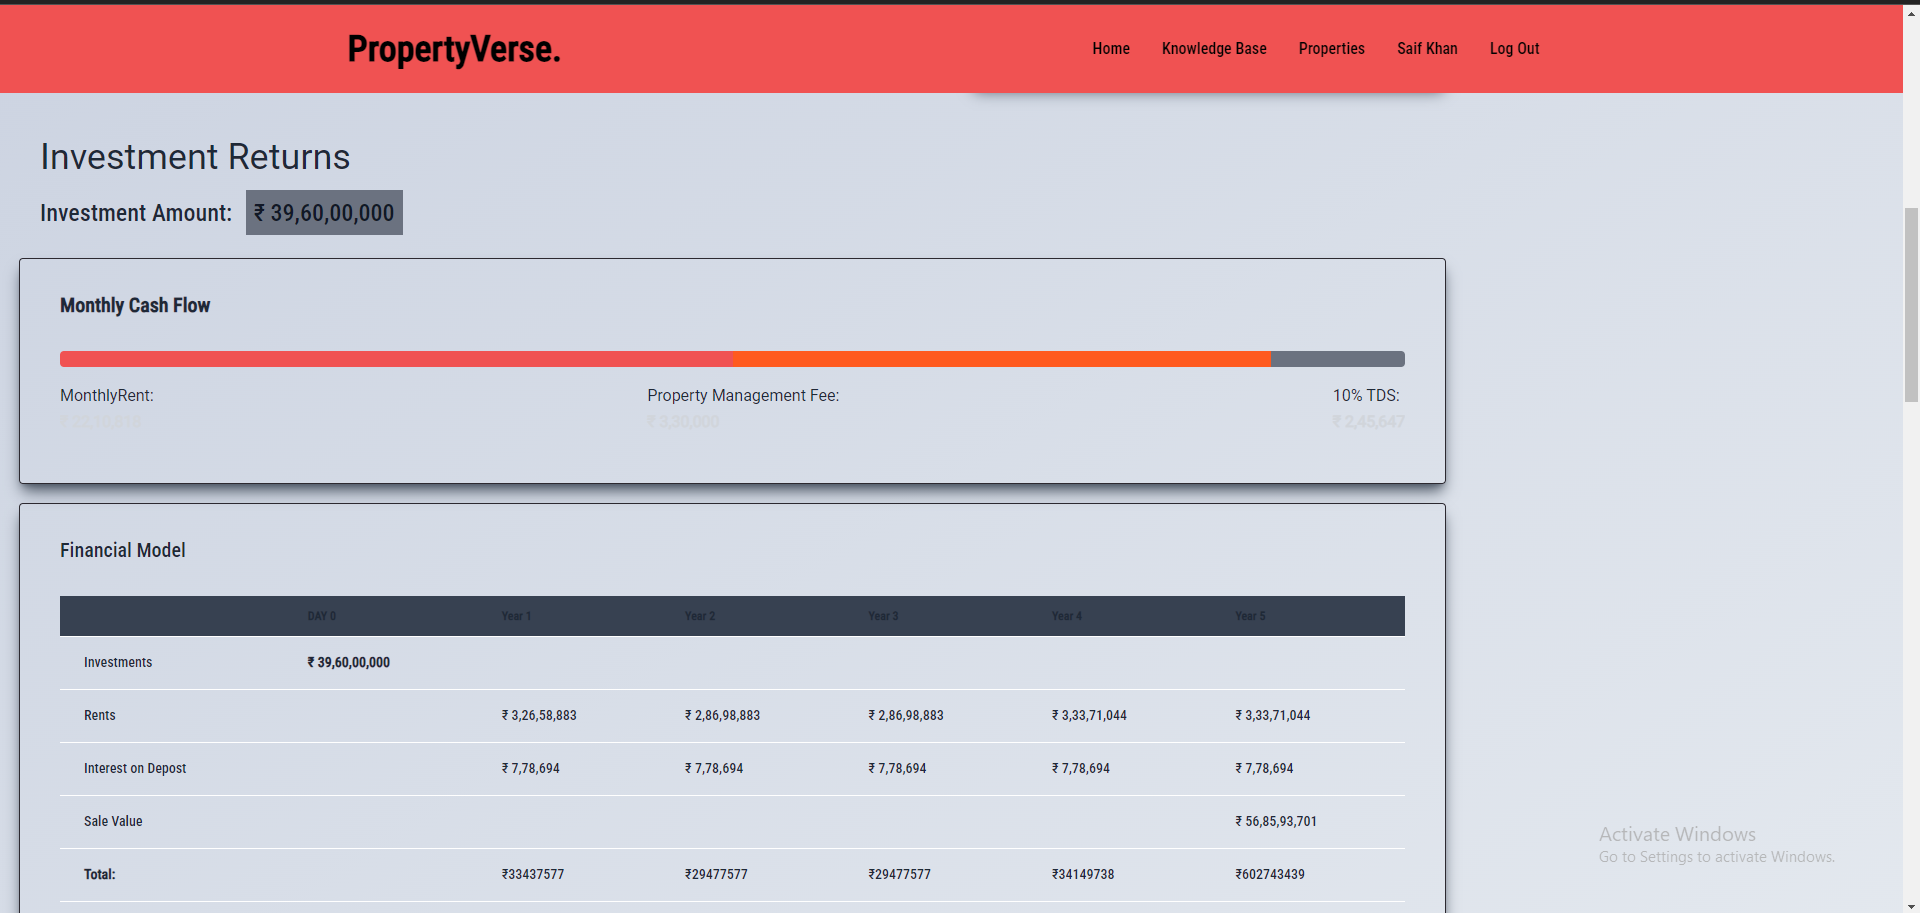 PropertyVerse.
Home Knowledge Base Properties Saif Khan Log Out
Investment Returns
Investment Amount: ₹ 39,60,00,000
Monthly Cash Flow
MonthlyRent: Property Management Fee: 10% TDS:
₹ 3,30,000 ₹ 2,45,647
Financial Model
DAY 0 Year 1 Year 2 Year 3 Year 4 Year 5
Investments ₹ 39,60,00,000
Rents ₹ 3,26,58,883 ₹ 2,86,98,883 ₹ 2,86,98,883 ₹ 3,33,71,044 ₹ 3,33,71,044
Interest on Depost ₹ 7,78,694 ₹ 7,78,694 ₹ 7,78,694 ₹ 7,78,694 ₹ 7,78,694
Sale Value ₹ 56,85,93,701
Total: ₹33437577 ₹29477577 ₹29477577 ₹34149738 ₹602743439
Activate Windows
Go to Settings to activate Windows.